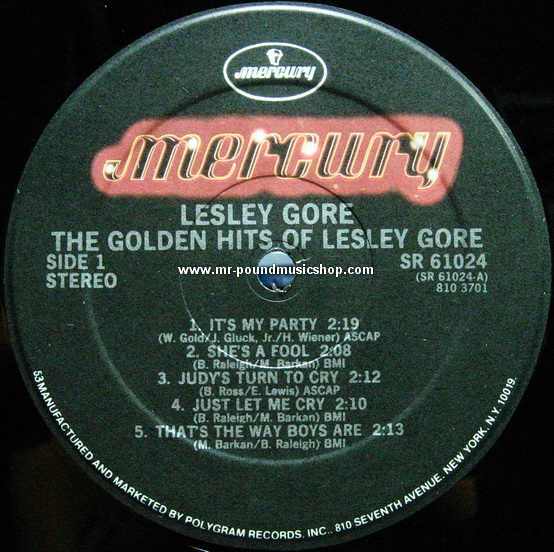 mercury
mercury
LESLEY GORE
THE GOLDEN HITS OF LESLEY GORE
SIDE 1
STEREO
SR 61024
(SR 61024-A)
810 3701
www.mr-poundmusicshop.com
1. IT'S MY PARTY 2:19
(W. Gold/J. Gluck, Jr./H. Wiener) ASCAP
2. SHE'S A FOOL 2:08
(B. Raleigh/M. Barkan) BMI
3. JUDY'S TURN TO CRY 2:12
(B. Ross/E. Lewis) ASCAP
4. JUST LET ME CRY 2:10
(B. Raleigh/M. Barkan) BMI
5. THAT'S THE WAY BOYS ARE 2:13
(M. Barkan/B. Raleigh) BMI
53 MANUFACTURED AND MARKETED BY POLYGRAM RECORDS, INC., 810 SEVENTH AVENUE, NEW YORK, N.Y. 10019.